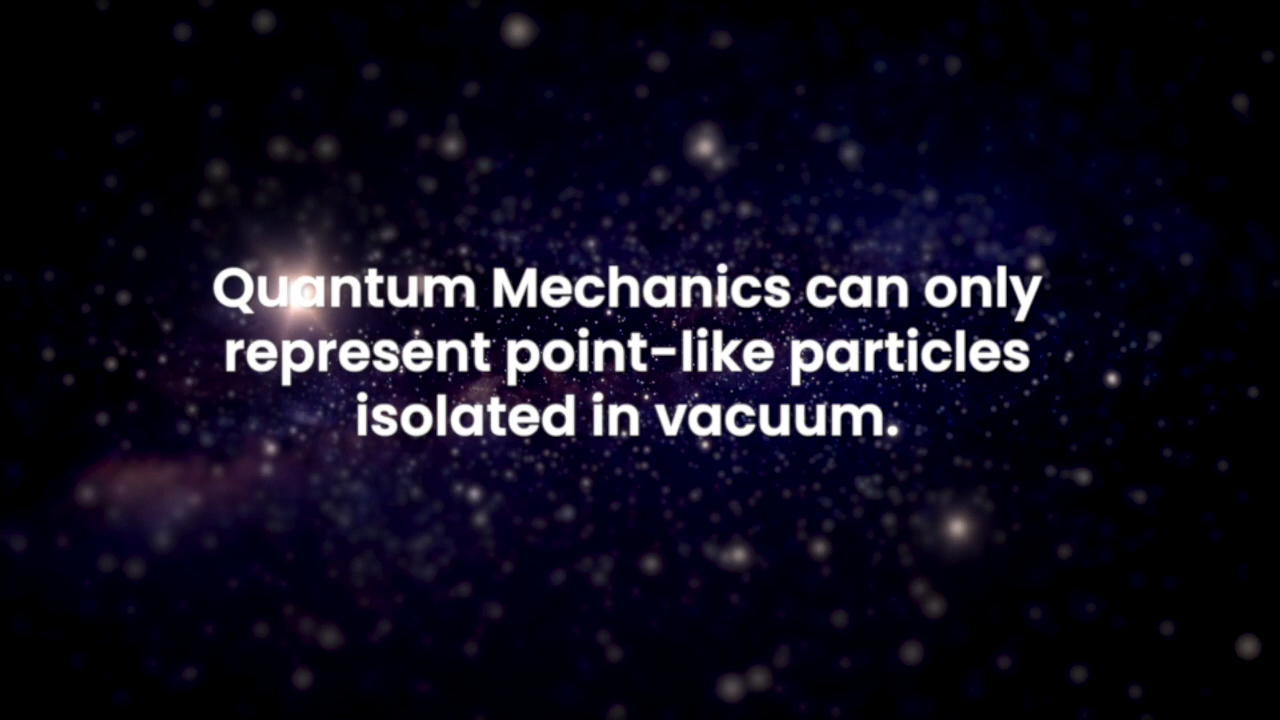 Quantum Mechanics can only
represent point-like particles
isolated in vacuum.